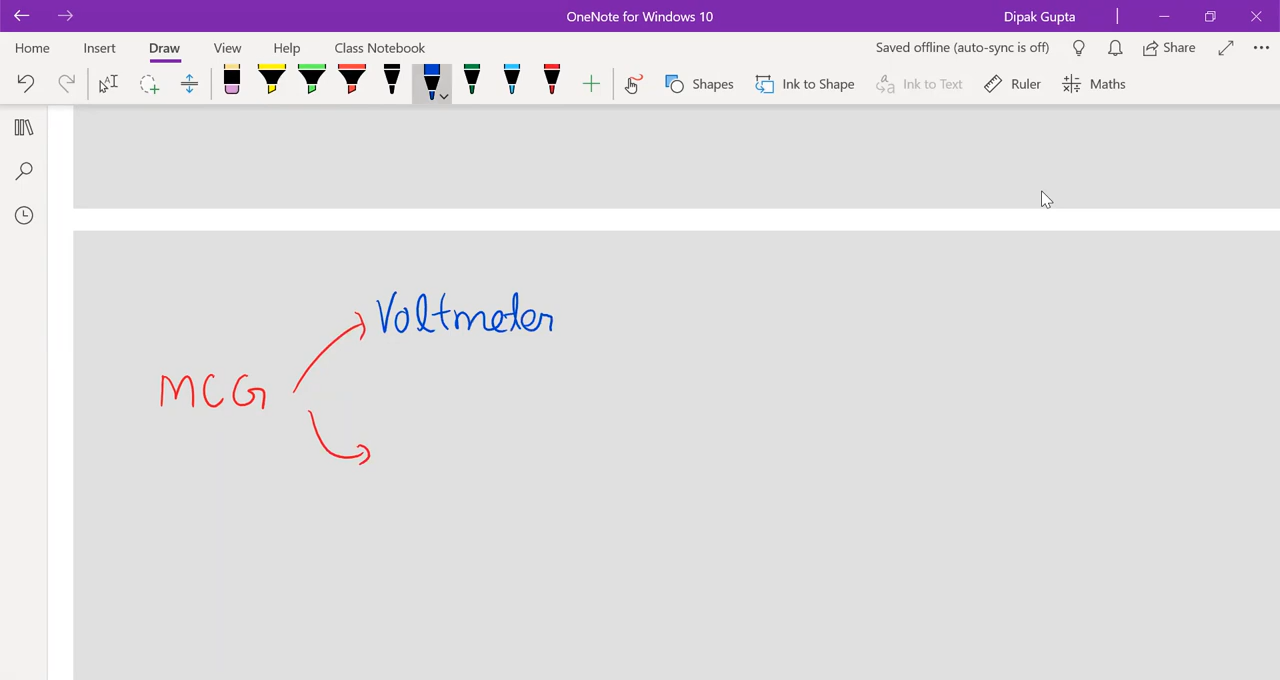 OneNote for Windows 10
Dipak Gupta
Home Insert Draw View Help Class Notebook
Saved offline (auto-sync is off) Share
Shapes Ink to Shape Ink to Text Ruler Maths
Voltmeter
MCG